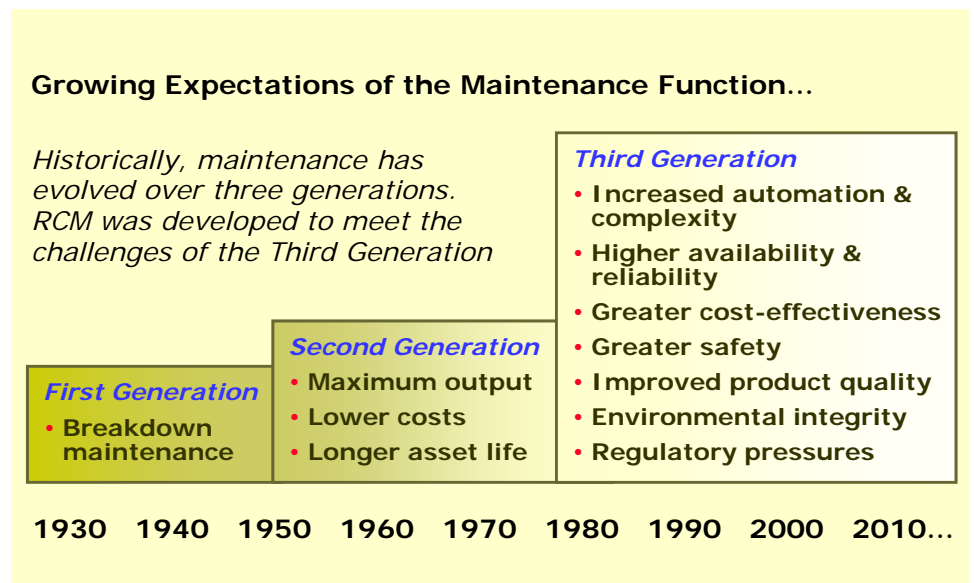 Growing Expectations of the Maintenance Function...
Historically, maintenance has
evolved over three generations.
RCM was developed to meet the
challenges of the Third Generation
First Generation
• Breakdown
maintenance
Second Generation
• Maximum output
• Lower costs
• Longer asset life
Third Generation
• Increased automation &
complexity
• Higher availability &
reliability
• Greater cost-effectiveness
• Greater safety
• Improved product quality
• Environmental integrity
• Regulatory pressures
1930 1940 1950 1960 1970 1980 1990 2000 2010...